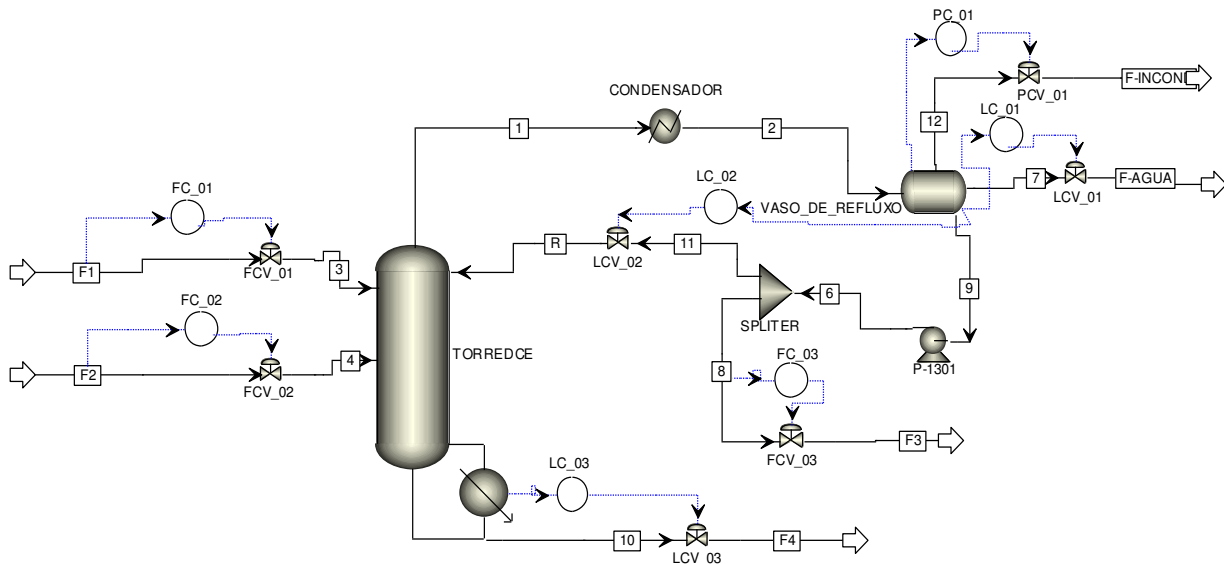 PC_01
PCV_01
F-INCON
CONDENSADOR
12
LC_01
1
2
7
LCV_01
F-AGUA
FC_01
LC_02
VASO_DE_REFLUXO
R
LCV_02
11
F1
FCV_01
3
FC_02
6
9
SPLITER
TORREDCE
F2
FCV_02
4
8
FC_03
P-1301
FCV_03
F3
LC_03
10
LCV_03
F4